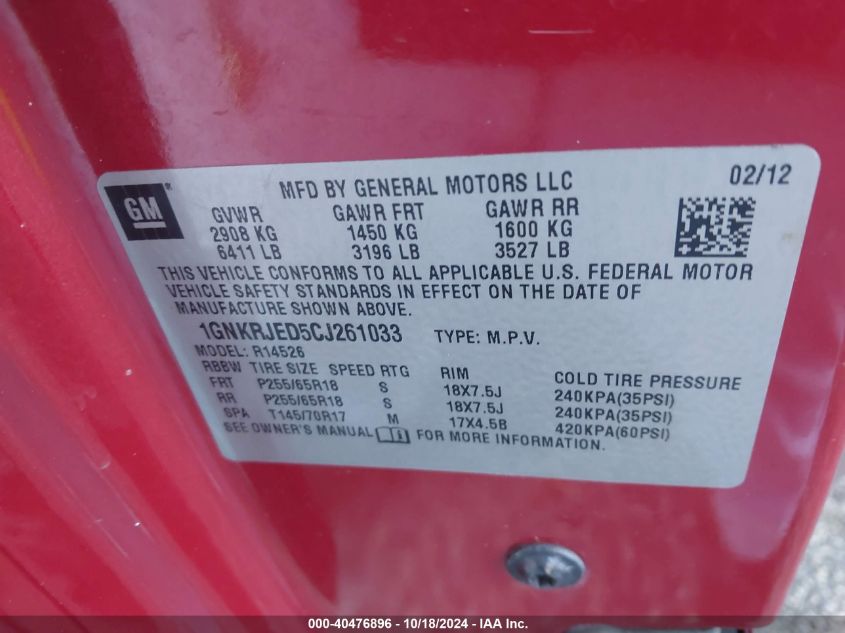 GM
MFD BY GENERAL MOTORS LLC 02/12
GVWR GAWR FRT GAWR RR
2908 KG 1450 KG 1600 KG
6411 LB 3196 LB 3527 LB
THIS VEHICLE CONFORMS TO ALL APPLICABLE U.S. FEDERAL MOTOR
VEHICLE SAFETY STANDARDS IN EFFECT ON THE DATE OF
MANUFACTURE SHOWN ABOVE.
1GNKRJED5CJ261033 TYPE: M.P.V.
MODEL: R14526
RBBW TIRE SIZE SPEED RTG RIM COLD TIRE PRESSURE
FRT P255/65R18 S 18X7.5J 240KPA(35PSI)
RR P255/65R18 S 18X7.5J 240KPA(35PSI)
SPA T145/70R17 M 17X4.5B 420KPA(60PSI)
SEE OWNER'S MANUAL FOR MORE INFORMATION.
000-40476896 - 10/18/2024 - IAA Inc.